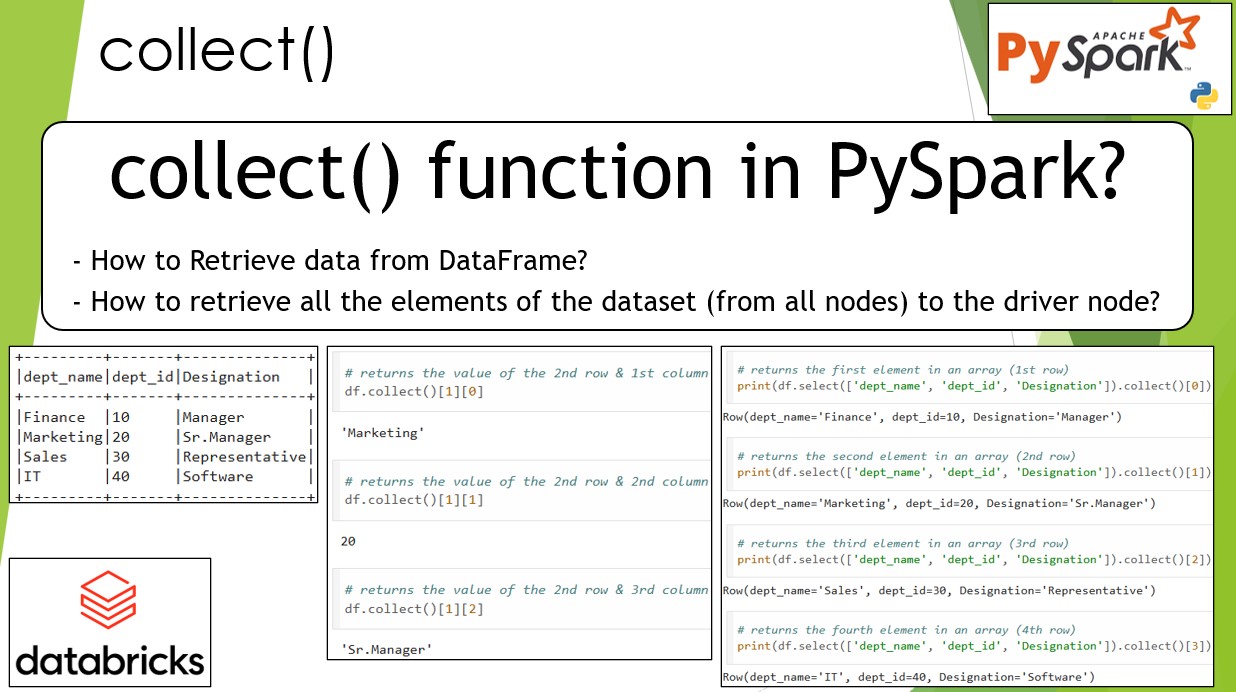 collect()
APACHE
PySpark™
collect() function in PySpark?
- How to Retrieve data from DataFrame?
- How to retrieve all the elements of the dataset (from all nodes) to the driver node?
+---------+-------+--------------+
|dept_name|dept_id|Designation   |
+---------+-------+--------------+
|Finance  |10     |Manager       |
|Marketing|20     |Sr.Manager    |
|Sales    |30     |Representative|
|IT       |40     |Software      |
+---------+-------+--------------+
# returns the value of the 2nd row & 1st column
df.collect()[1][0]
'Marketing'
# returns the value of the 2nd row & 2nd column
df.collect()[1][1]
20
# returns the value of the 2nd row & 3rd column
df.collect()[1][2]
'Sr.Manager'
# returns the first element in an array (1st row)
print(df.select(['dept_name', 'dept_id', 'Designation']).collect()[0])
Row(dept_name='Finance', dept_id=10, Designation='Manager')
# returns the second element in an array (2nd row)
print(df.select(['dept_name', 'dept_id', 'Designation']).collect()[1])
Row(dept_name='Marketing', dept_id=20, Designation='Sr.Manager')
# returns the third element in an array (3rd row)
print(df.select(['dept_name', 'dept_id', 'Designation']).collect()[2])
Row(dept_name='Sales', dept_id=30, Designation='Representative')
# returns the fourth element in an array (4th row)
print(df.select(['dept_name', 'dept_id', 'Designation']).collect()[3])
Row(dept_name='IT', dept_id=40, Designation='Software')
databricks